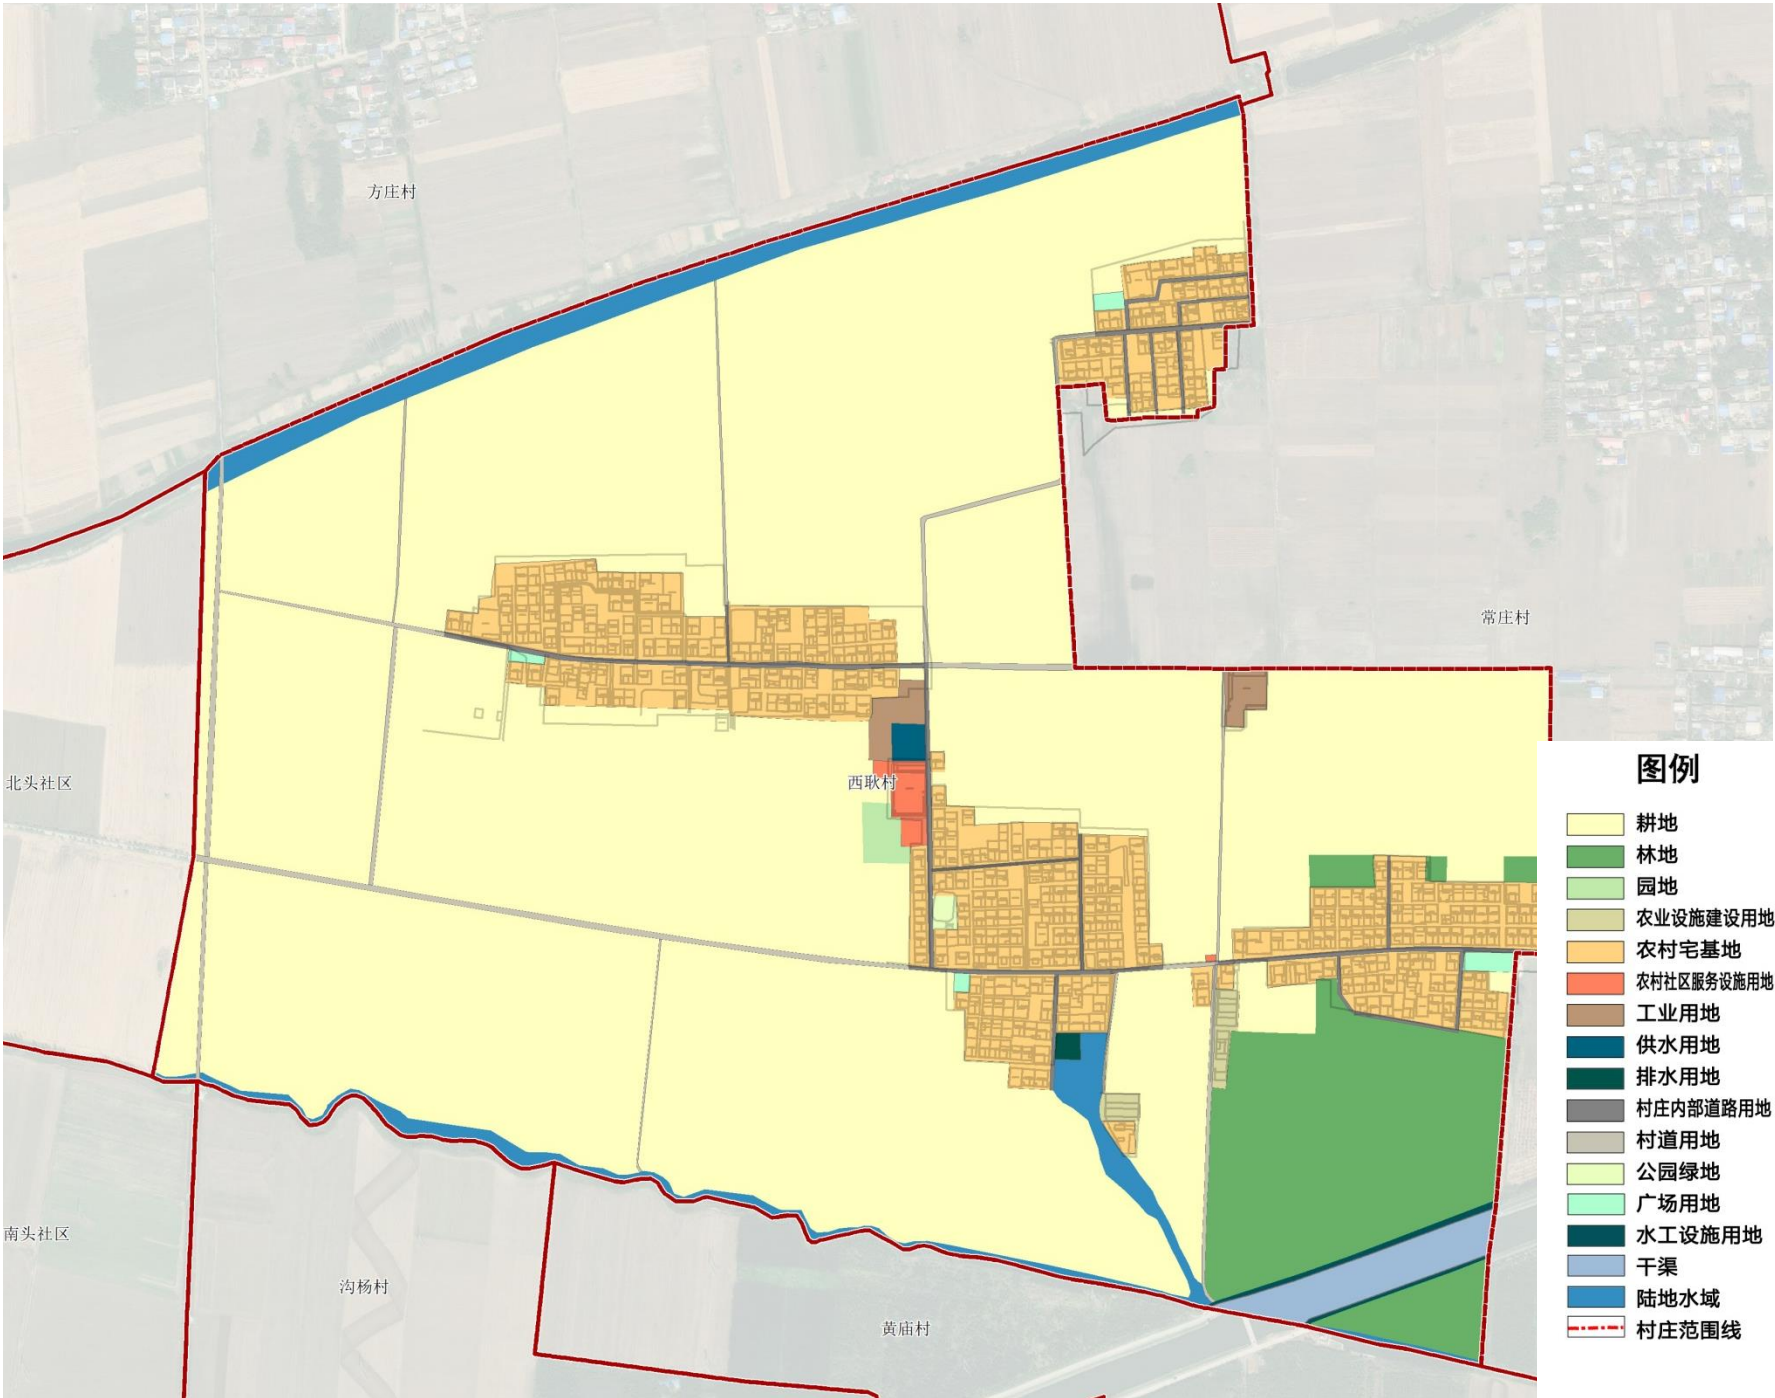 方庄村
常庄村
北头社区
西耿村
南头社区
沟杨村
黄庙村
图例
耕地
林地
园地
农业设施建设用地
农村宅基地
农村社区服务设施用地
工业用地
供水用地
排水用地
村庄内部道路用地
村道用地
公园绿地
广场用地
水工设施用地
干渠
陆地水域
村庄范围线